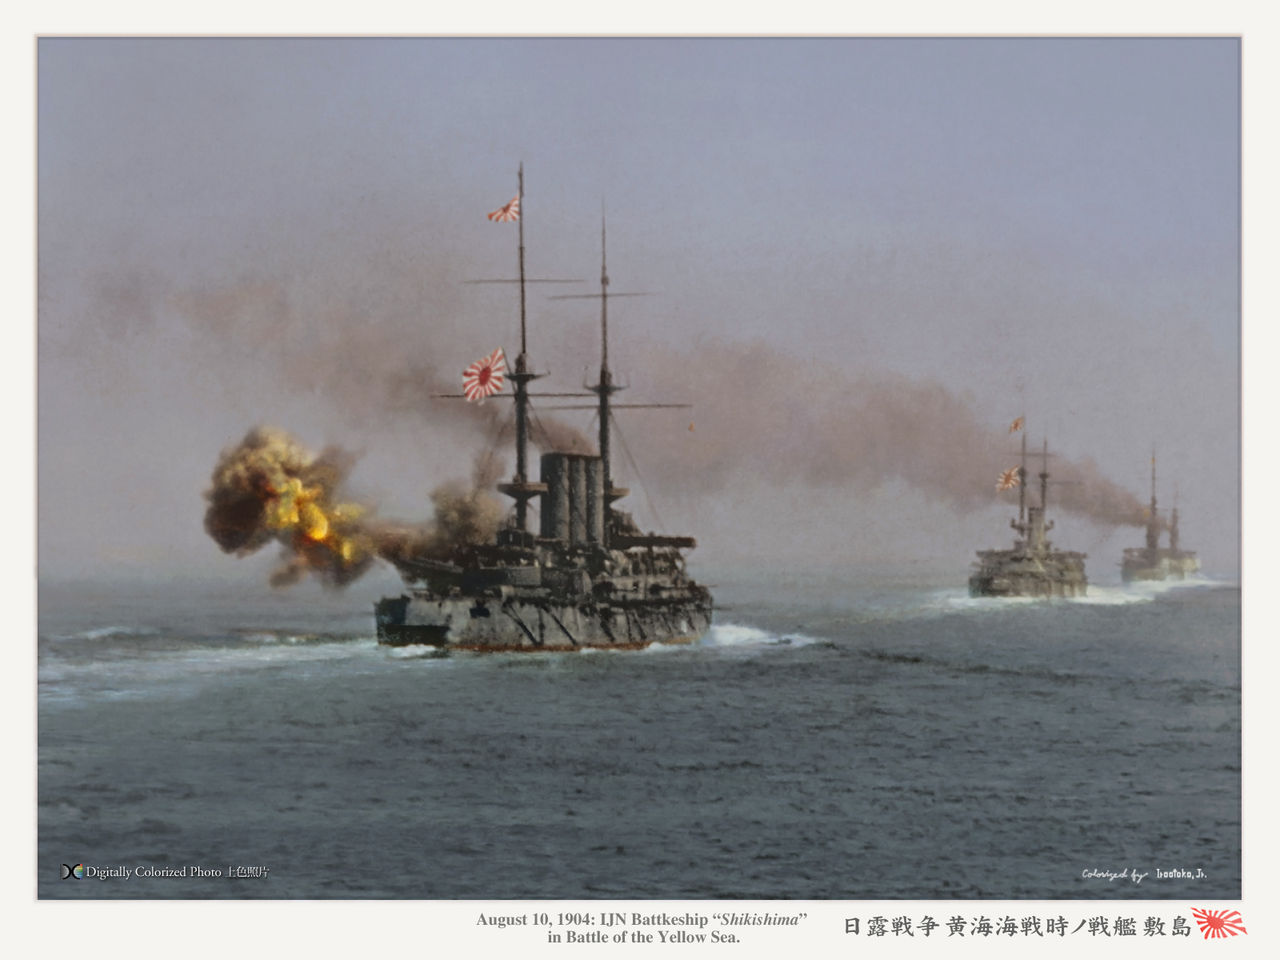 Digitally Colorized Photo 上色照片
Colorized by Irootoko, Jr.
August 10, 1904: IJN Battkeship “Shikishima”
in Battle of the Yellow Sea.
日露戦争 黄海海戦時ノ戦艦 敷島